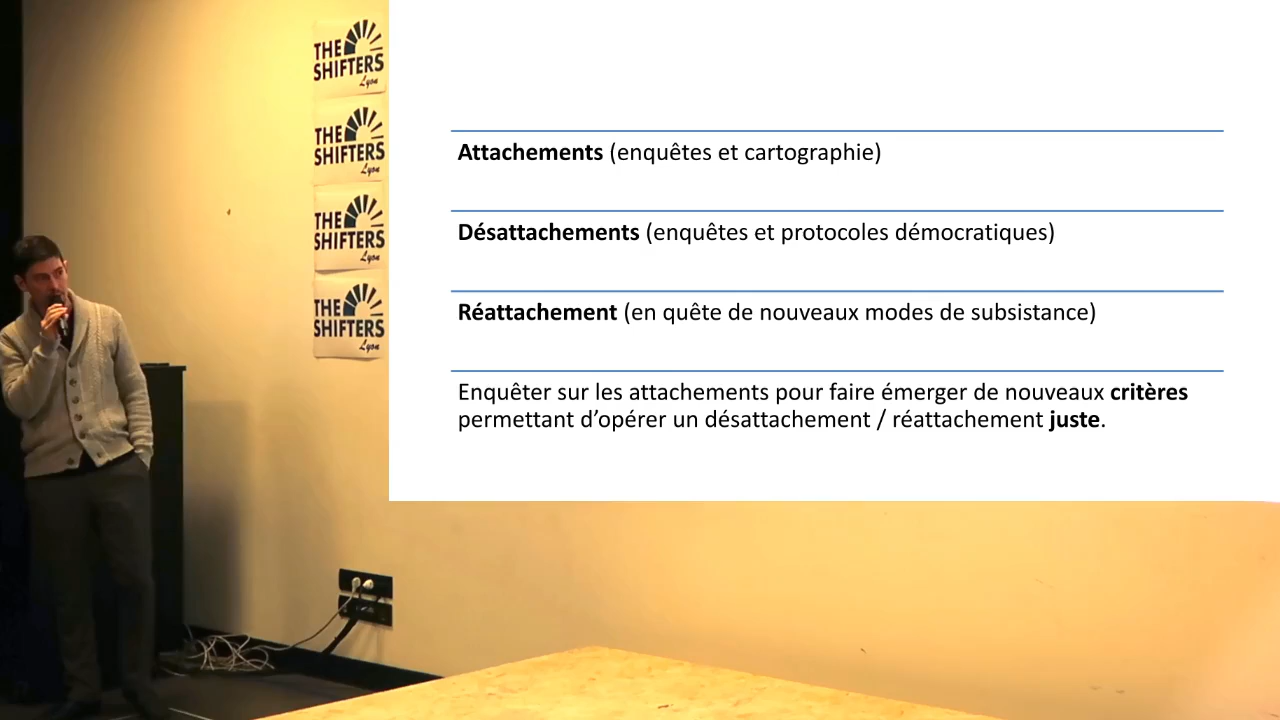 THE
SHIFTERS
Lyon
THE
SHIFTERS
Lyon
THE
SHIFTERS
Lyon
THE
SHIFTERS
Lyon
Attachements (enquêtes et cartographie)
Désattachements (enquêtes et protocoles démocratiques)
Réattachement (en quête de nouveaux modes de subsistance)
Enquêter sur les attachements pour faire émerger de nouveaux critères
permettant d’opérer un désattachement / réattachement juste.